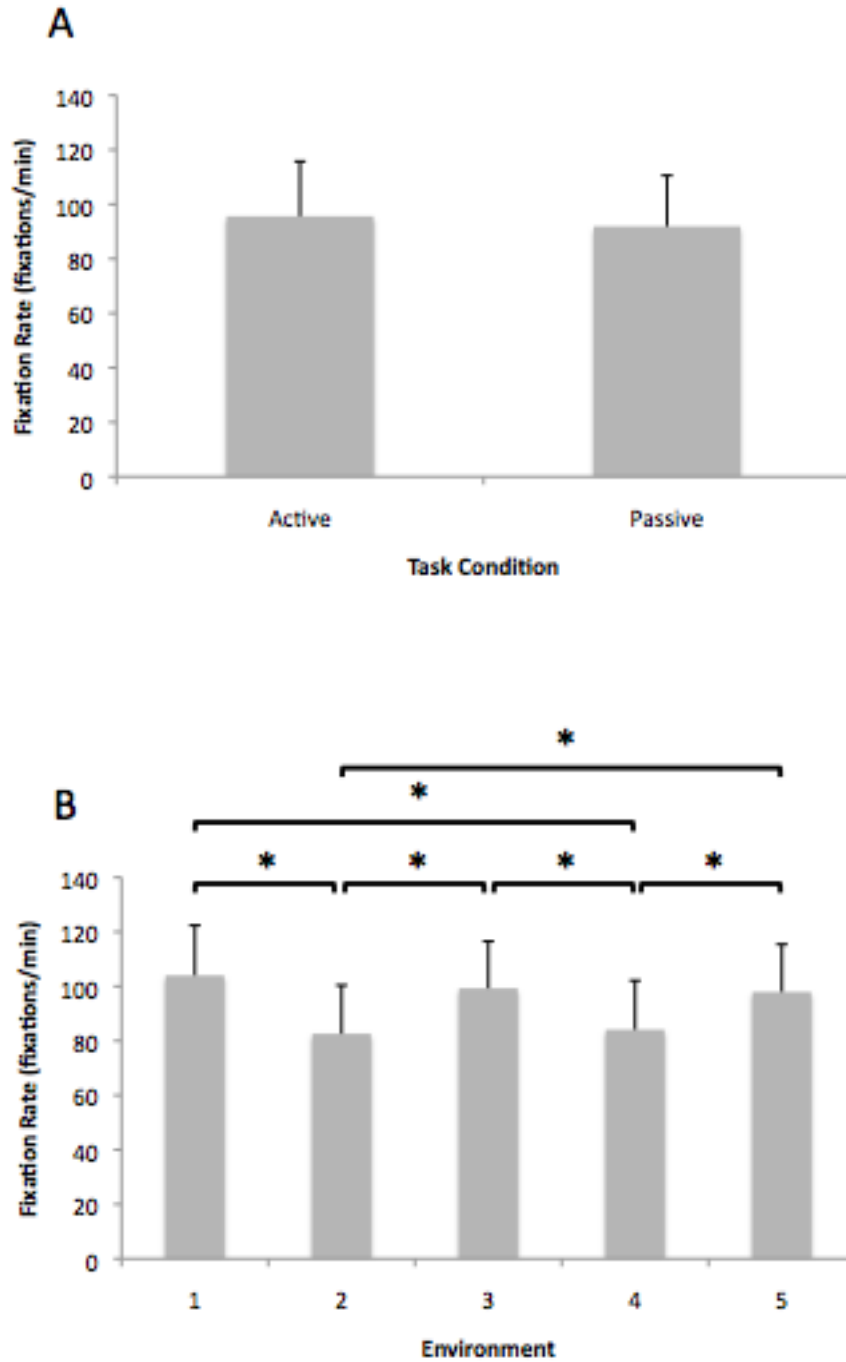 A
Fixation Rate (fixations/min)
140
120
100
80
60
40
20
0
Active Passive
Task Condition
*
*
B
* * * *
Fixation Rate (fixations/min)
140
120
100
80
60
40
20
0
1 2 3 4 5
Environment